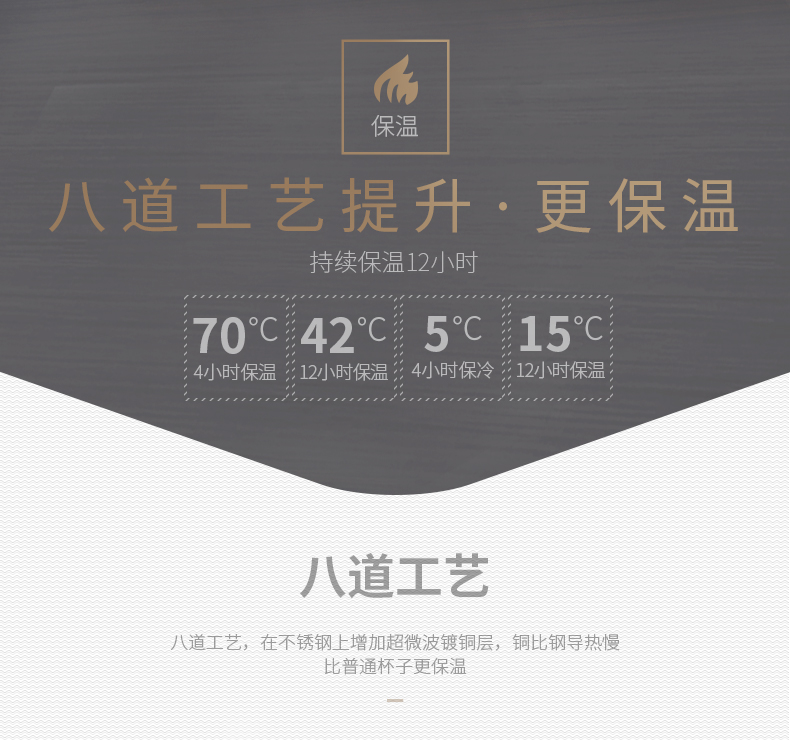 保温
八道工艺提升·更保温
持续保温12小时
70℃ 42℃ 5℃ 15℃
4小时保温 12小时保温 4小时保冷 12小时保温
八道工艺
八道工艺，在不锈钢上增加超微波镀铜层，铜比钢导热慢
比普通杯子更保温